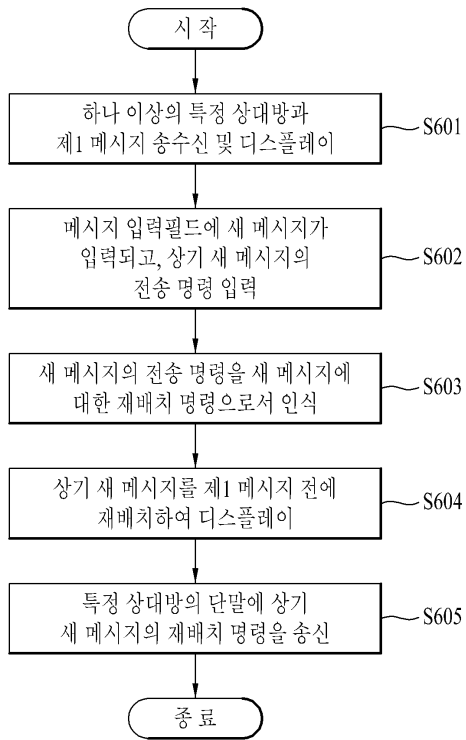 시 작
하나 이상의 특정 상대방과
제1 메시지 송수신 및 디스플레이
S601
메시지 입력필드에 새 메시지가
입력되고, 상기 새 메시지의
전송 명령 입력
S602
새 메시지의 전송 명령을 새 메시지에
대한 재배치 명령으로서 인식
S603
상기 새 메시지를 제1 메시지 전에
재배치하여 디스플레이
S604
특정 상대방의 단말에 상기
새 메시지의 재배치 명령을 송신
S605
종 료